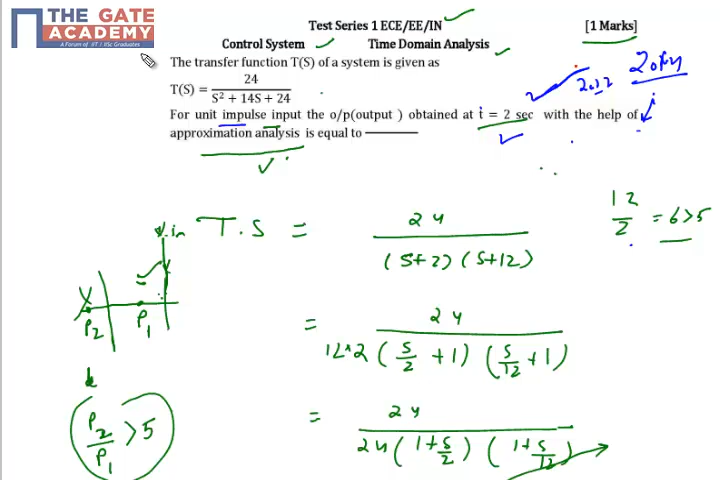 THE GATE
ACADEMY
A Forum of IIT / IISc Graduates
Test Series 1 ECE/EE/IN [1 Marks]
Control System Time Domain Analysis
The transfer function T(S) of a system is given as
T(S) = 24 / S² + 14S + 24
For unit impulse input the o/p(output ) obtained at t = 2 sec with the help of
approximation analysis is equal to
T.S = 24 / (S+2) (S+12)
12/2 = 6>5
P2 P1
= 24 / 12*2 (S/2 + 1) (S/12 + 1)
P2/P1 > 5
= 24 / 24 (1+S/2) (1+S/12)